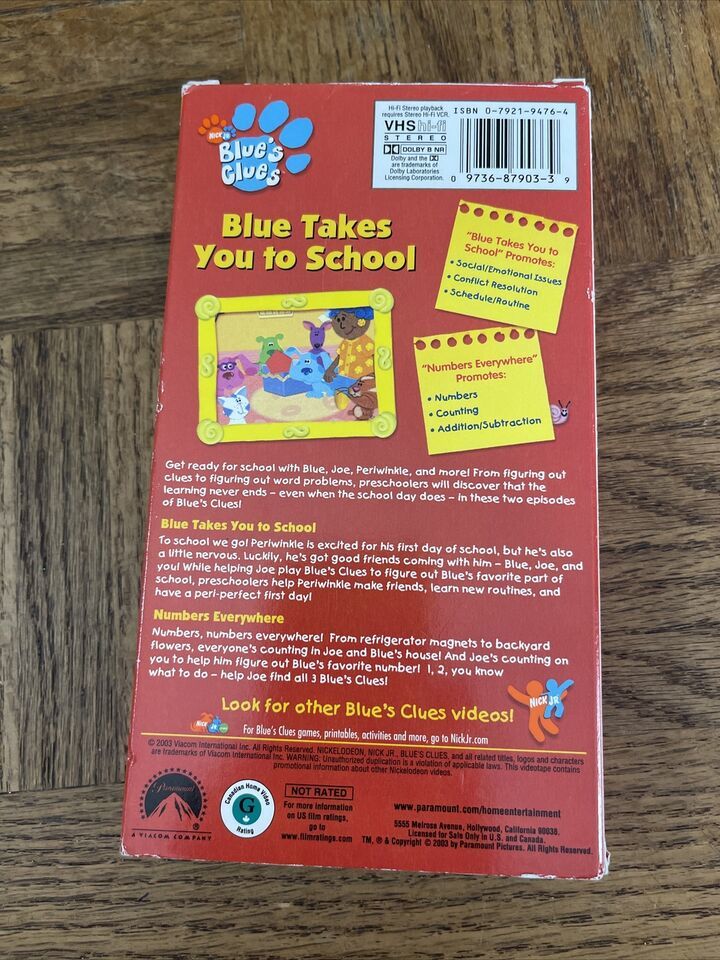 NICK JR.
Blue's
Clues
Hi-Fi Stereo playback
requires Stereo Hi-Fi VCR.
VHS hi-fi
STEREO
DOLBY B NR
Dolby and the
are trademarks of
Dolby Laboratories
Licensing Corporation.
ISBN 0-7921-9476-4
0 9736-87903-3 9
Blue Takes
You to School
"Blue Takes You to
School" Promotes:
• Social/Emotional Issues
• Conflict Resolution
• Schedule/Routine
"Numbers Everywhere"
Promotes:
• Numbers
• Counting
• Addition/Subtraction
Get ready for school with Blue, Joe, Periwinkle, and more! From figuring out
clues to figuring out word problems, preschoolers will discover that the
learning never ends – even when the school day does – in these two episodes
of Blue's Clues!
Blue Takes You to School
To school we go! Periwinkle is excited for his first day of school, but he's also
a little nervous. Luckily, he's got good friends coming with him – Blue, Joe, and
you! While helping Joe play Blue's Clues to figure out Blue's favorite part of
school, preschoolers help Periwinkle make friends, learn new routines, and
have a peri-perfect first day!
Numbers Everywhere
Numbers, numbers everywhere! From refrigerator magnets to backyard
flowers, everyone's counting in Joe and Blue's house! And Joe's counting on
you to help him figure out Blue's favorite number! 1, 2, you know
what to do – help Joe find all 3 Blue's Clues!
Look for other Blue's Clues videos!
NICK JR.
NICK JR.com
For Blue's Clues games, printables, activities and more, go to NickJr.com
© 2003 Viacom International Inc. All Rights Reserved. NICKELODEON, NICK JR., BLUE'S CLUES, and all related titles, logos and characters
are trademarks of Viacom International Inc. WARNING: Unauthorized duplication is a violation of applicable laws. This videotape contains
promotional information about other Nickelodeon videos.
Paramount
®
A VIACOM COMPANY
Canadian Home Video
G
Rating
NOT RATED
For more information
on US film ratings,
go to
www.filmratings.com
www.paramount.com/homeentertainment
5555 Melrose Avenue, Hollywood, California 90038.
Licensed for Sale Only in U.S. and Canada.
TM, ® & Copyright © 2003 by Paramount Pictures. All Rights Reserved.